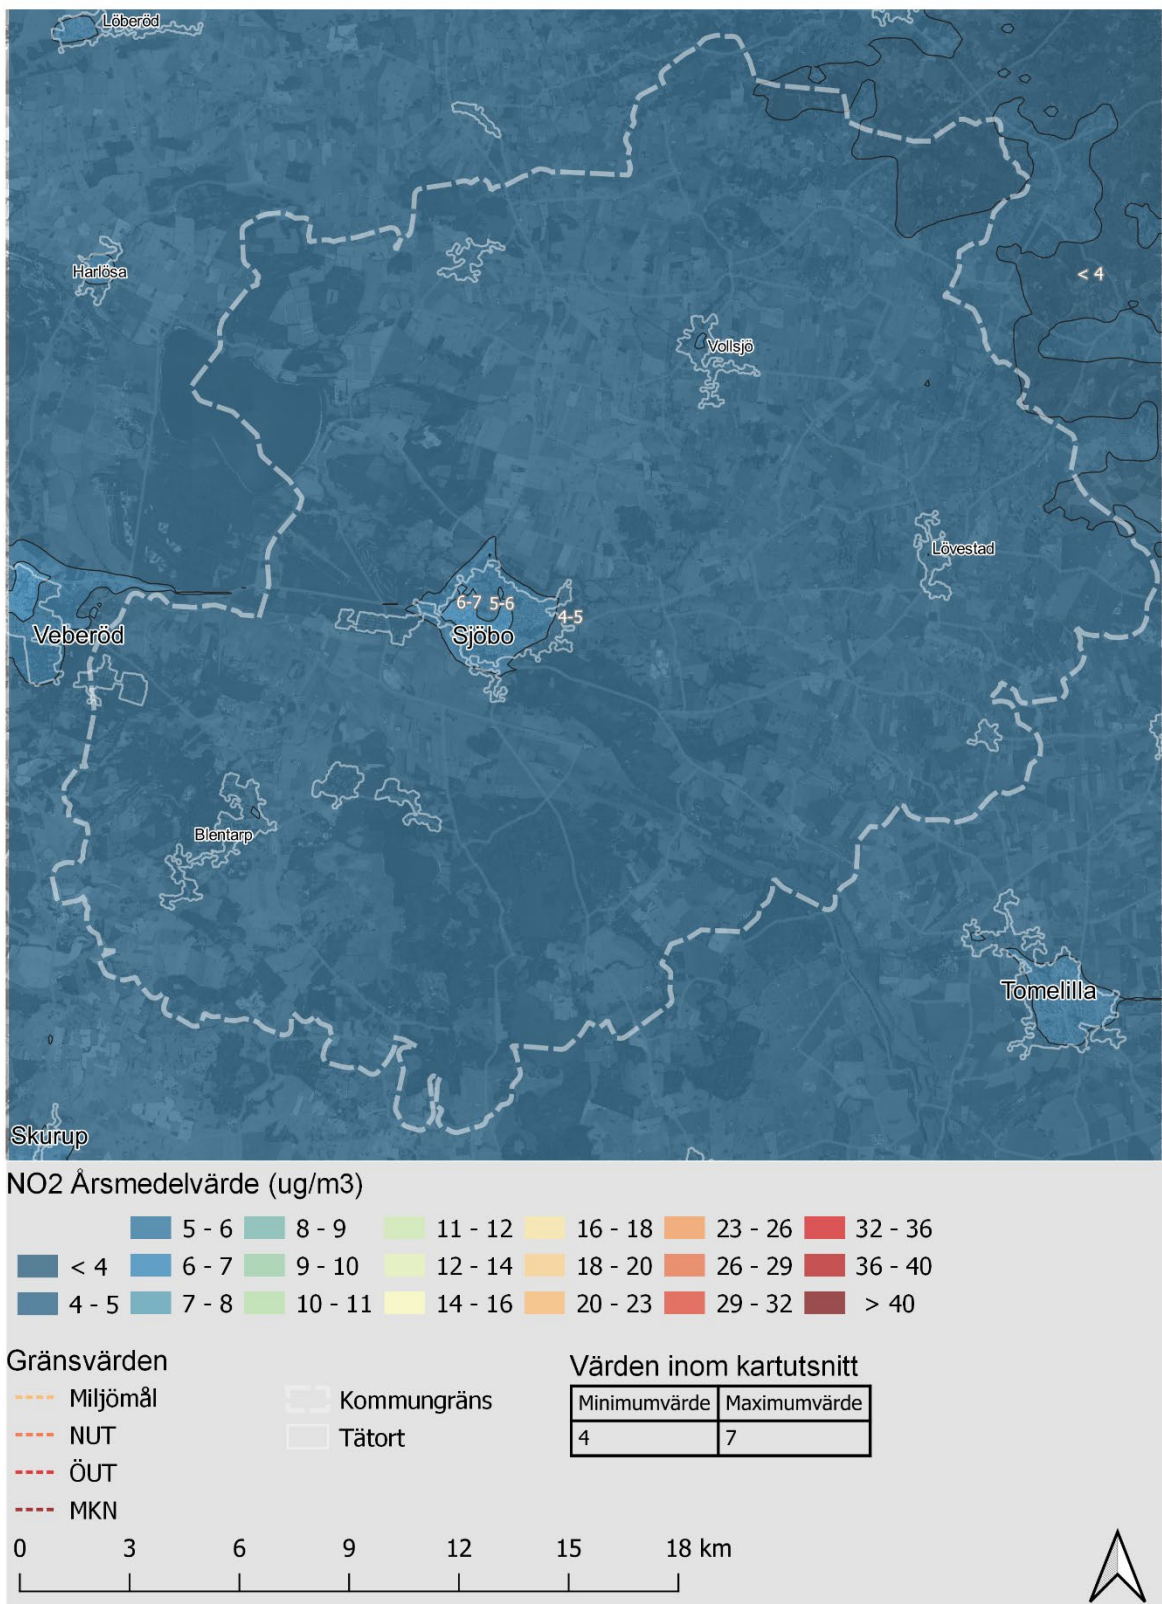 Löberöd
Harlösa
< 4
Vollsjö
Lövestad
6-7 5-6
4-5
Veberöd
Sjöbo
Blentarp
Tomelilla
Skurup
NO2 Årsmedelvärde (ug/m3)
5 - 6 8 - 9 11 - 12 16 - 18 23 - 26 32 - 36
< 4 6 - 7 9 - 10 12 - 14 18 - 20 26 - 29 36 - 40
4 - 5 7 - 8 10 - 11 14 - 16 20 - 23 29 - 32 > 40
Gränsvärden
Miljömål
NUT
ÖUT
MKN
Kommungräns
Tätort
Värden inom kartutsnitt
Minimumvärde Maximumvärde
4 7
0 3 6 9 12 15 18 km